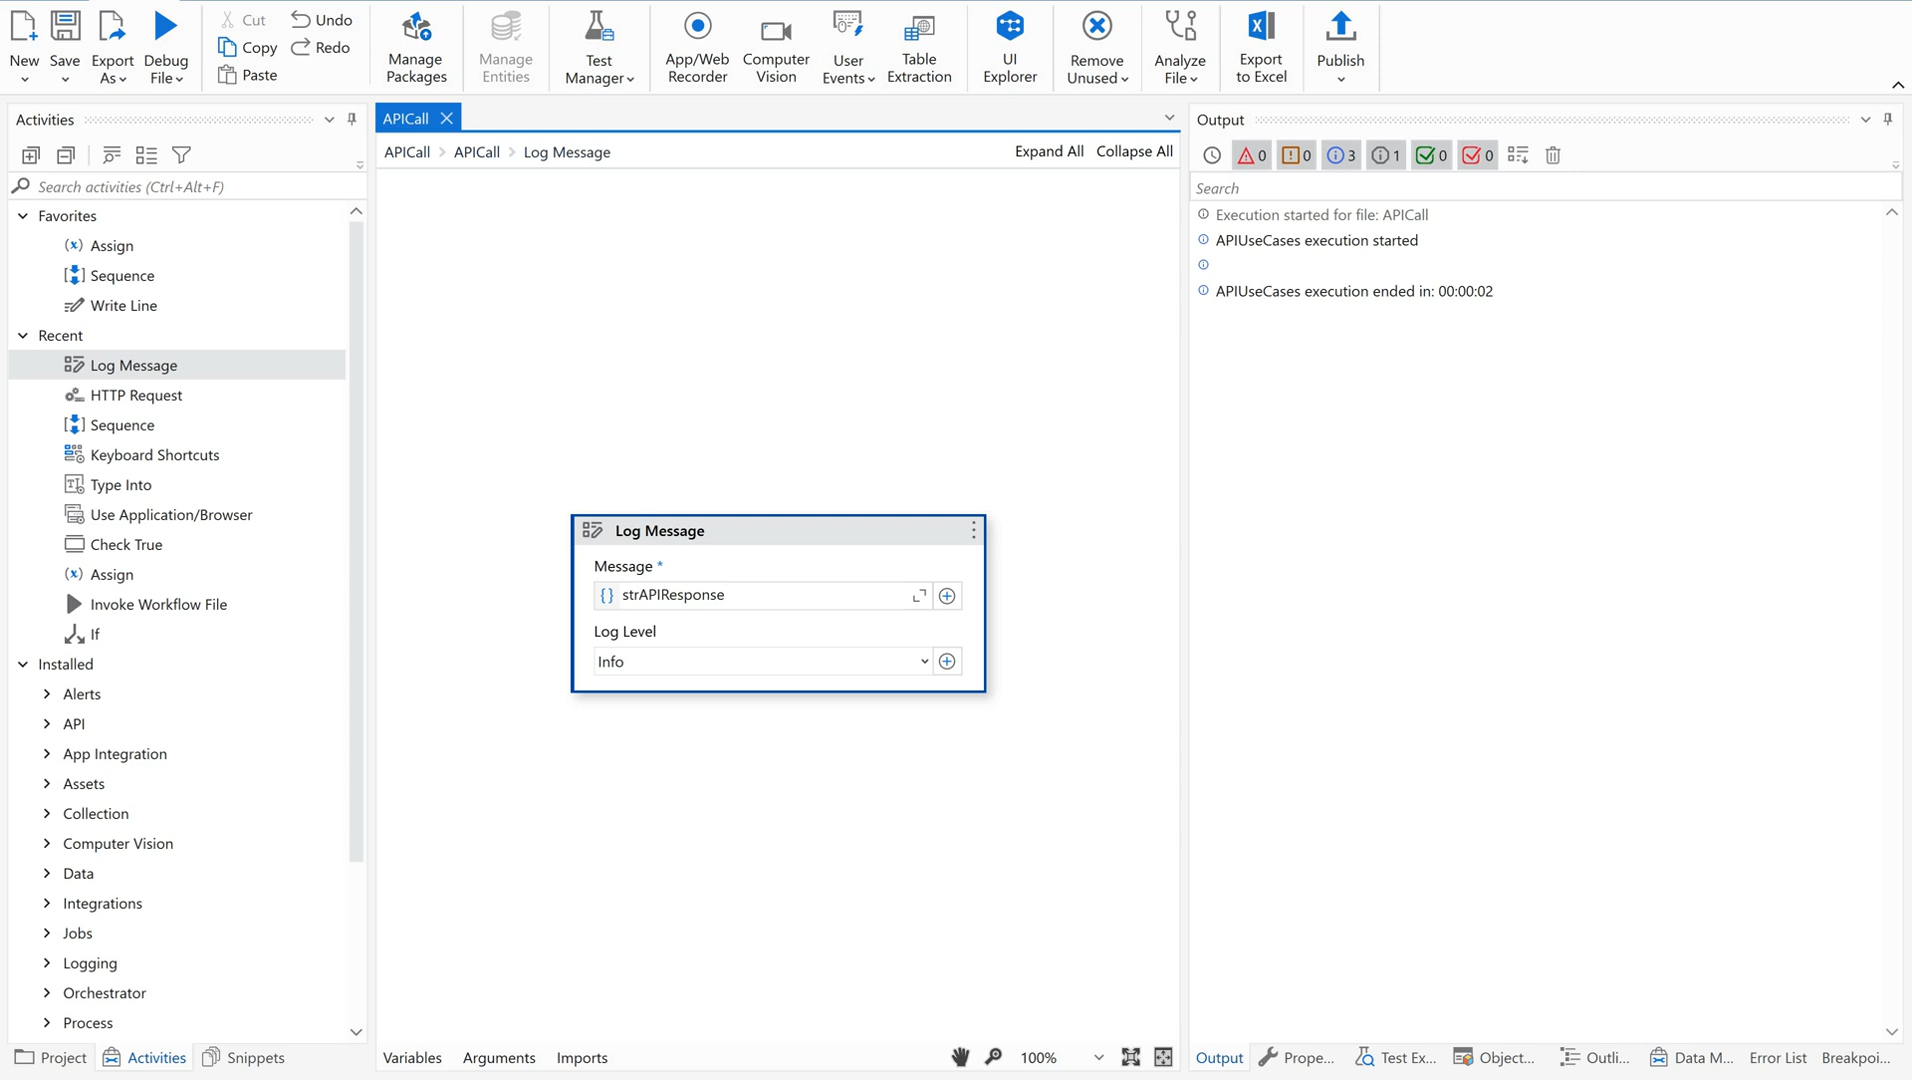 New
Save
Export As
Debug File
Cut
Copy
Paste
Undo
Redo
Manage Packages
Manage Entities
Test Manager
App/Web Recorder
Computer Vision
User Events
Table Extraction
UI Explorer
Remove Unused
Analyze File
Export to Excel
Publish
Activities
Search activities (Ctrl+Alt+F)
Favorites
Assign
Sequence
Write Line
Recent
Log Message
HTTP Request
Sequence
Keyboard Shortcuts
Type Into
Use Application/Browser
Check True
Assign
Invoke Workflow File
If
Installed
Alerts
API
App Integration
Assets
Collection
Computer Vision
Data
Integrations
Jobs
Logging
Orchestrator
Process
Project
Activities
Snippets
APICall
APICall > APICall > Log Message
Expand All
Collapse All
Log Message
Message *
strAPIResponse
Log Level
Info
Variables
Arguments
Imports
100%
Output
0
0
3
1
0
0
Search
Execution started for file: APICall
APIUseCases execution started
APIUseCases execution ended in: 00:00:02
Output
Prope...
Test Ex...
Object...
Outli...
Data M...
Error List
Breakpoi...